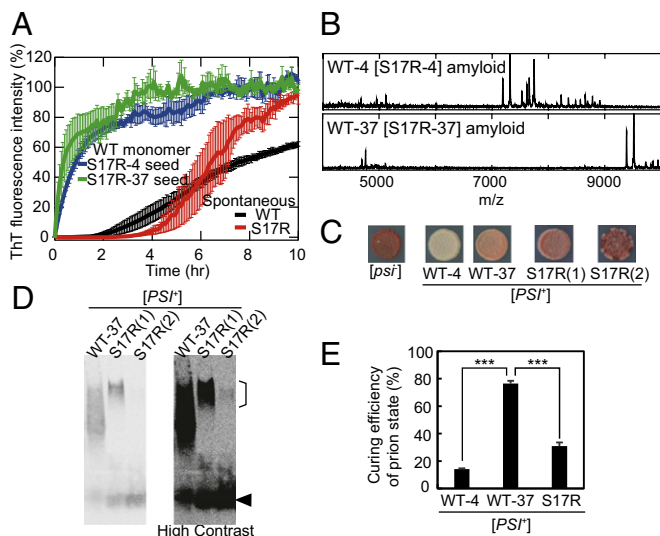 A
ThT fluorescence intensity (%)
120
100
80
60
40
20
0
WT monomer
S17R-4 seed
S17R-37 seed
Spontaneous
WT
S17R
0 2 4 6 8 10
Time (hr)
B
WT-4 [S17R-4] amyloid
WT-37 [S17R-37] amyloid
5000 7000 9000
m/z
C
[psi-]
WT-4 WT-37 S17R(1) S17R(2)
[PSI+]
D
[PSI+]
WT-37 S17R(1) S17R(2) WT-37 S17R(1) S17R(2)
High Contrast
E
Curing efficiency
of prion state (%)
100
80
60
40
20
0
*** ***
WT-4 WT-37 S17R
[PSI+]